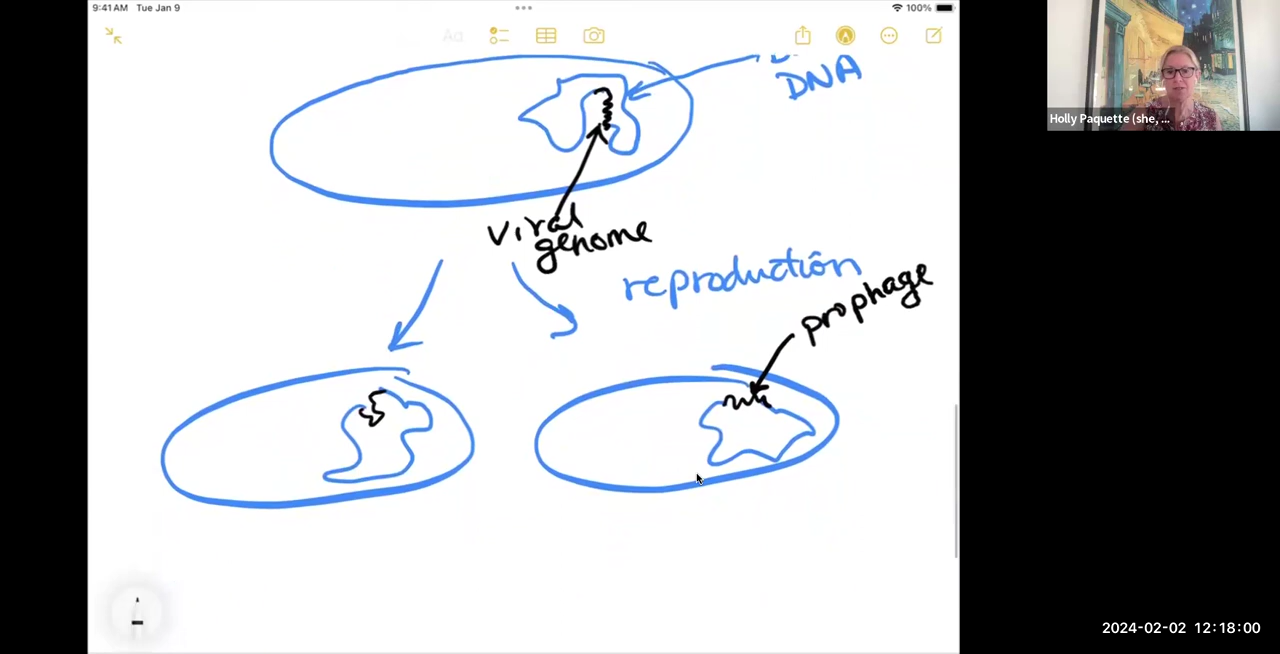 9:41 AM Tue Jan 9
100%
Aa
DNA
Holly Paquette (she, ...
viral
genome
reproduction
prophage
2024-02-02 12:18:00